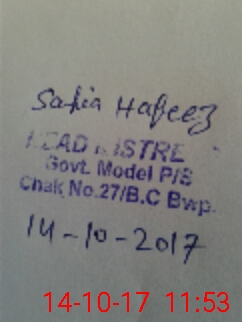 Safia Hafeez
HEAD MISTRE
Govt. Model P/S
Chak No.27/B.C Bwp.
14-10-2017
14-10-17 11:53